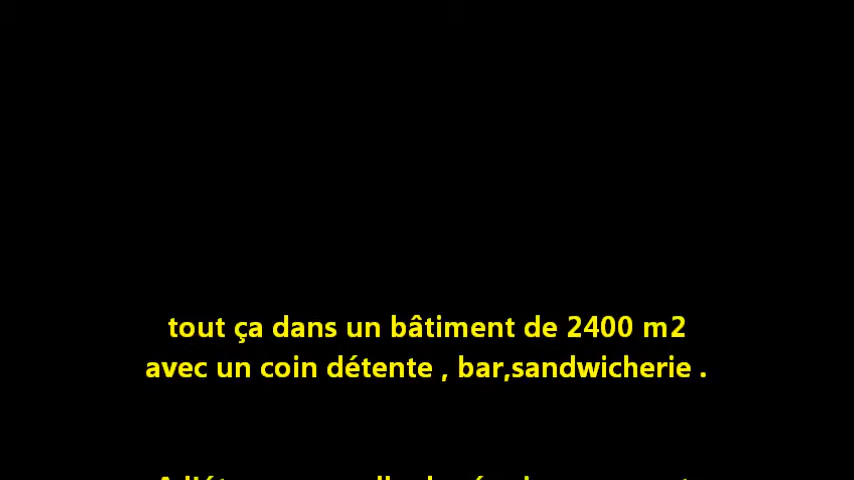 tout ça dans un bâtiment de 2400 m2
avec un coin détente , bar,sandwicherie .